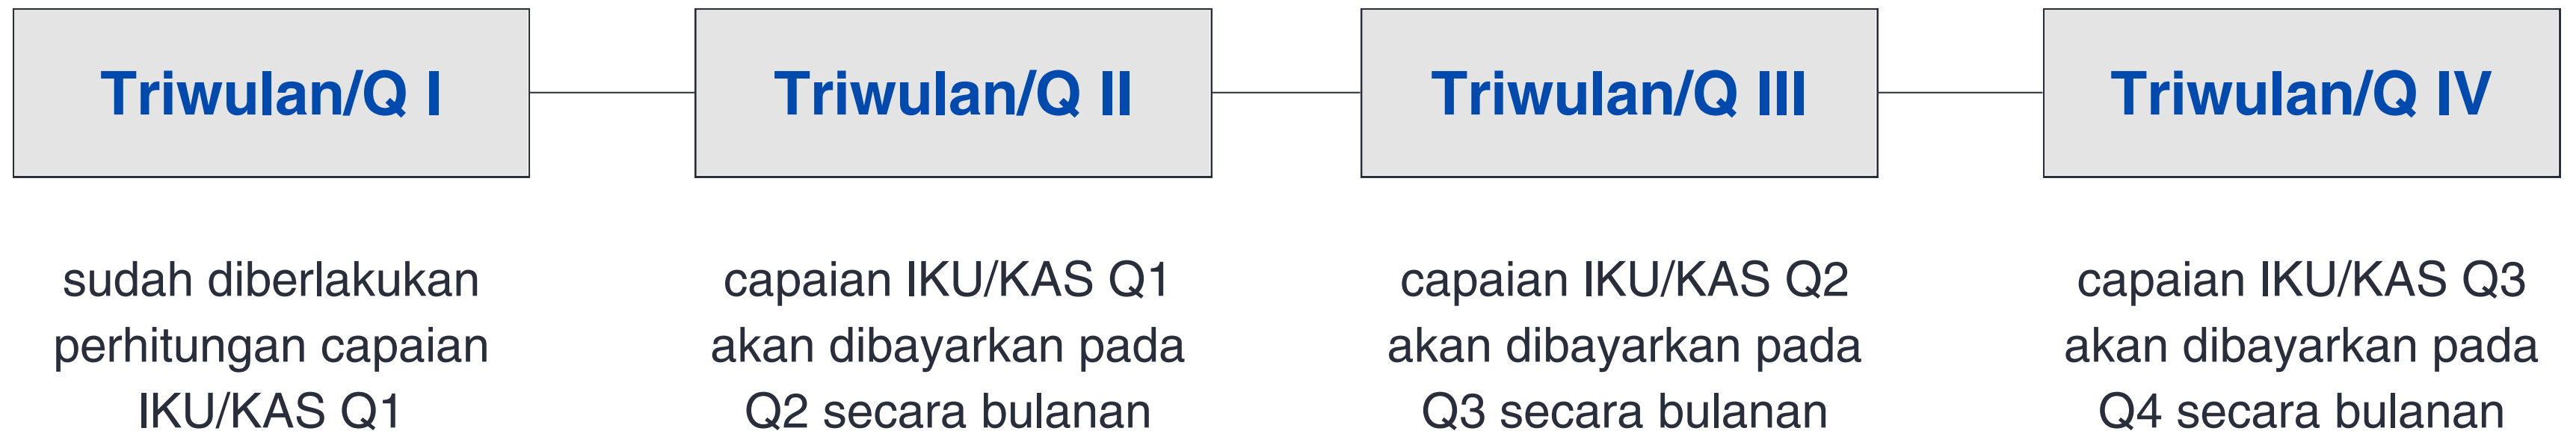 Triwulan/Q I
sudah diberlakukan
perhitungan capaian
IKU/KAS Q1
Triwulan/Q II
capaian IKU/KAS Q1
akan dibayarkan pada
Q2 secara bulanan
Triwulan/Q III
capaian IKU/KAS Q2
akan dibayarkan pada
Q3 secara bulanan
Triwulan/Q IV
capaian IKU/KAS Q3
akan dibayarkan pada
Q4 secara bulanan